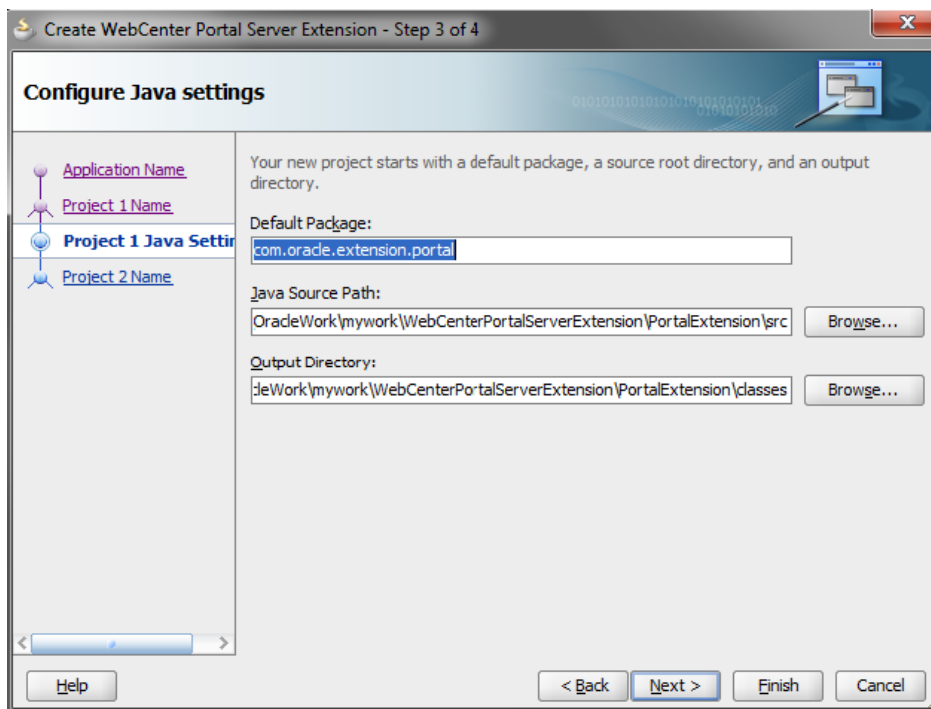 Create WebCenter Portal Server Extension - Step 3 of 4
Configure Java settings
Application Name
Project 1 Name
Project 1 Java Settin
Project 2 Name
Your new project starts with a default package, a source root directory, and an output
directory.
Default Package:
com.oracle.extension.portal
Java Source Path:
OracleWork\mywork\WebCenterPortalServerExtension\PortalExtension\src
Browse...
Output Directory:
:leWork\mywork\WebCenterPortalServerExtension\PortalExtension\classes
Browse...
Help
< Back
Next >
Finish
Cancel